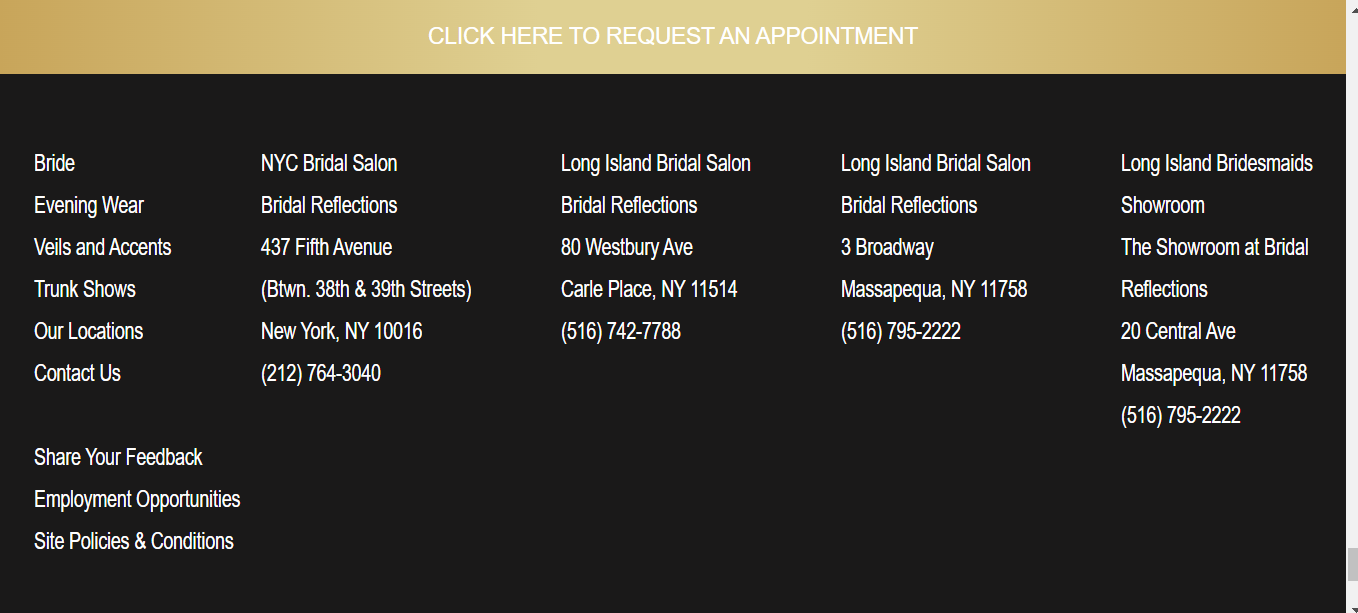 CLICK HERE TO REQUEST AN APPOINTMENT
Bride
Evening Wear
Veils and Accents
Trunk Shows
Our Locations
Contact Us
Share Your Feedback
Employment Opportunities
Site Policies & Conditions
NYC Bridal Salon
Bridal Reflections
437 Fifth Avenue
(Btwn. 38th & 39th Streets)
New York, NY 10016
(212) 764-3040
Long Island Bridal Salon
Bridal Reflections
80 Westbury Ave
Carle Place, NY 11514
(516) 742-7788
Long Island Bridal Salon
Bridal Reflections
3 Broadway
Massapequa, NY 11758
(516) 795-2222
Long Island Bridesmaids
Showroom
The Showroom at Bridal
Reflections
20 Central Ave
Massapequa, NY 11758
(516) 795-2222